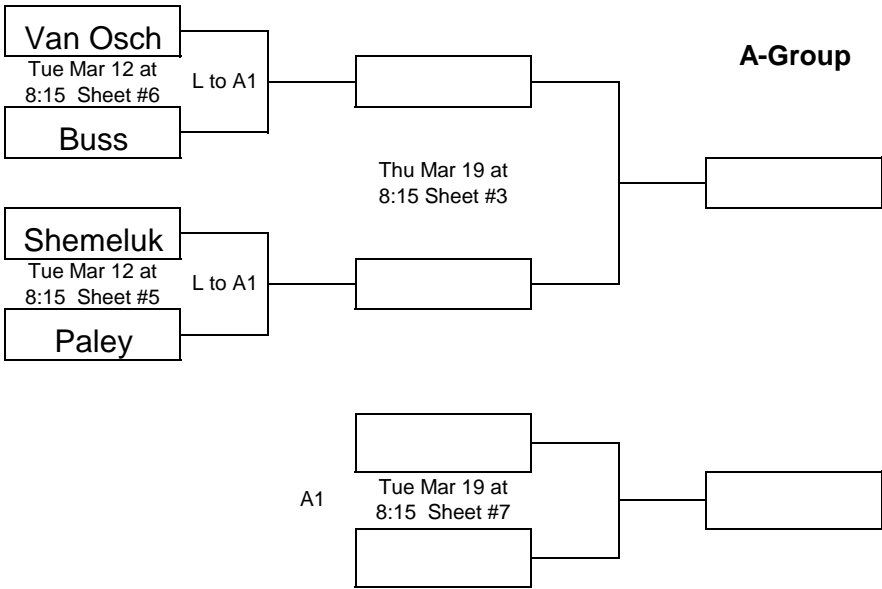 Van Osch
A-Group
Tue Mar 12 at
8:15  Sheet #6
L to A1
Buss
Thu Mar 19 at
8:15 Sheet #3
Shemeluk
Tue Mar 12 at
8:15  Sheet #5
L to A1
Paley
A1
Tue Mar 19 at
8:15  Sheet #7